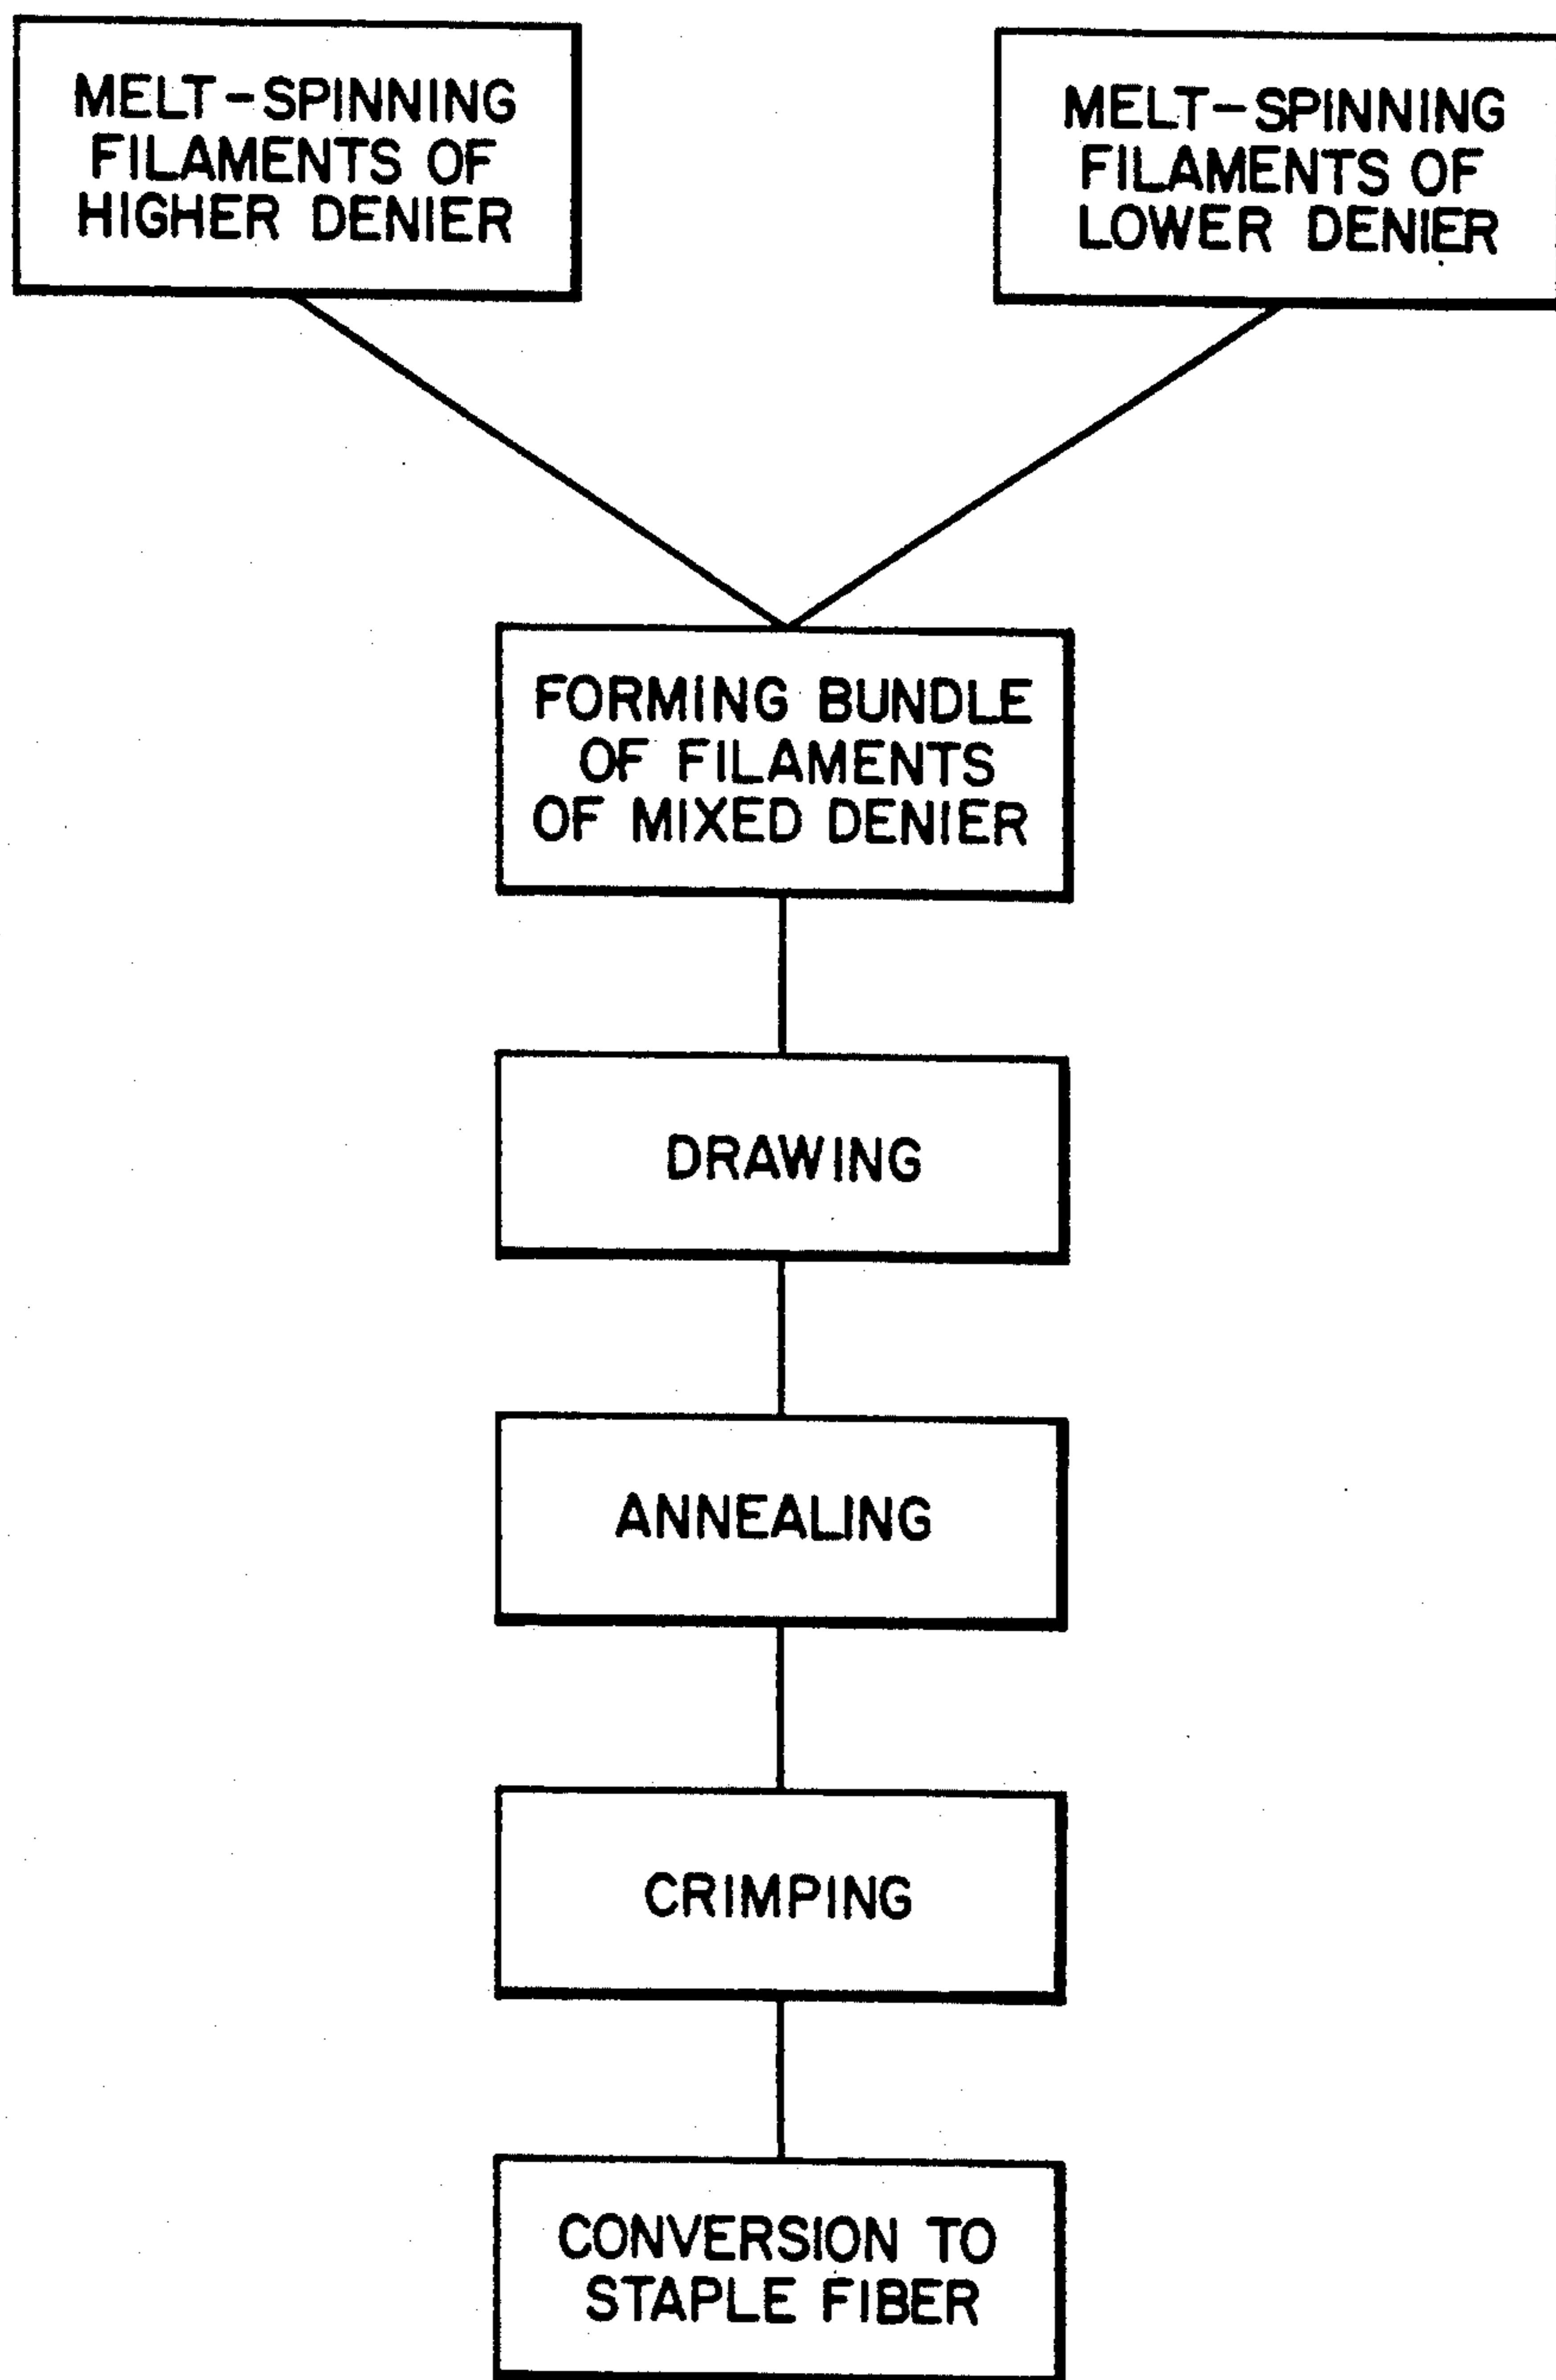 MELT-SPINNING
FILAMENTS OF
HIGHER DENIER
MELT-SPINNING
FILAMENTS OF
LOWER DENIER
FORMING BUNDLE
OF FILAMENTS
OF MIXED DENIER
DRAWING
ANNEALING
CRIMPING
CONVERSION TO
STAPLE FIBER